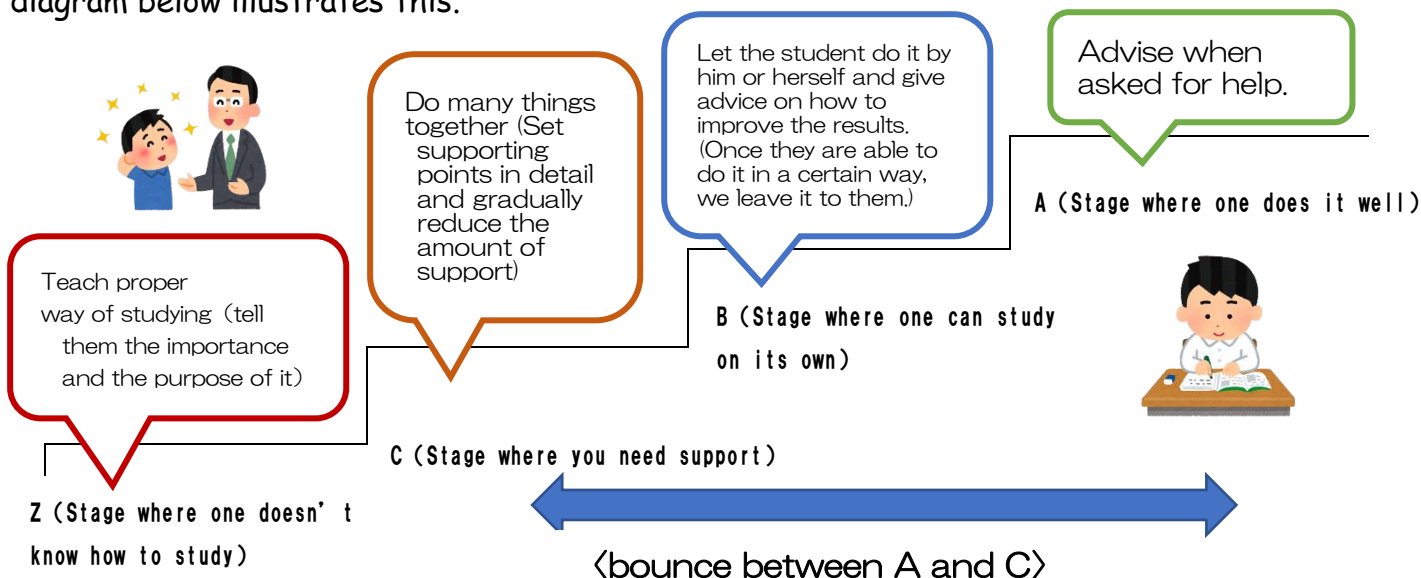 diagram below illustrates this.
Teach proper
way of studying (tell
them the importance
and the purpose of it)
Z (Stage where one doesn’t
know how to study)
Do many things
together (Set
supporting
points in detail
and gradually
reduce the
amount of
support)
C (Stage where you need support)
Let the student do it by
him or herself and give
advice on how to
improve the results.
(Once they are able to
do it in a certain way,
we leave it to them.)
B (Stage where one can study
on its own)
Advise when
asked for help.
A (Stage where one does it well)
〈bounce between A and C〉